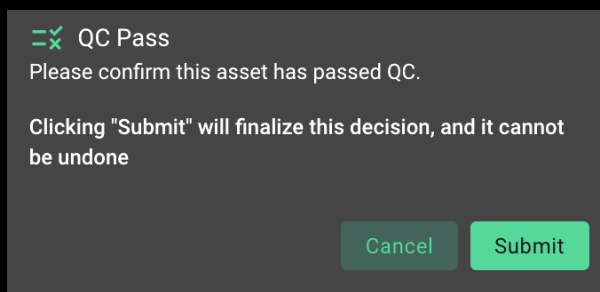 QC Pass
Please confirm this asset has passed QC.
Clicking "Submit" will finalize this decision, and it cannot
be undone
Cancel
Submit